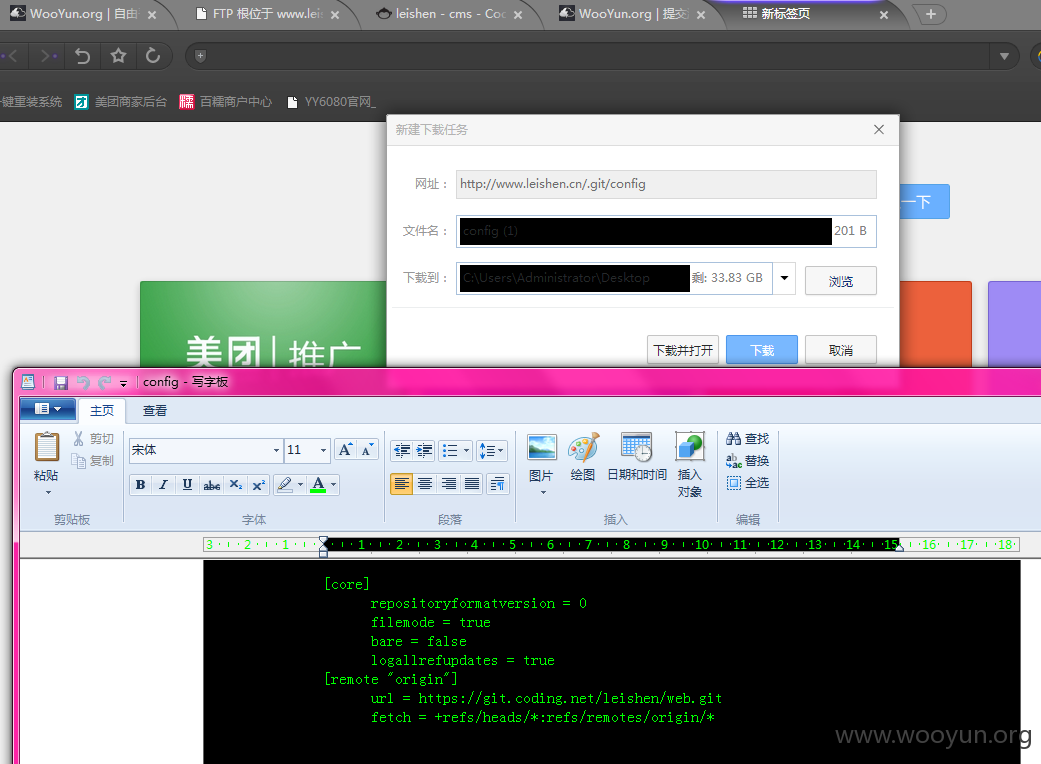 WooYun.org | 自由
FTP 根位于 www.leis
leishen - cms - Coc
WooYun.org | 提交
新标签页
键重装系统
美团商家后台
百糯商户中心
YY6080官网_
新建下载任务
网址：
http://www.leishen.cn/.git/config
一下
文件名：
config (1)
201 B
下载到：
C:\Users\Administrator\Desktop
剩: 33.83 GB
浏览
美团|推广
下载并打开
下载
取消
config - 写字板
主页
查看
粘贴
剪切
复制
剪贴板
宋体
11
B I U abc X₂ X²
A
字体
段落
图片
绘图
日期和时间
插入
对象
插入
查找
替换
全选
编辑
3 2 1 1 2 3 4 5 6 7 8 9 10 11 12 13 14 15 16 17 18
[core]
repositoryformatversion = 0
filemode = true
bare = false
logallrefupdates = true
[remote "origin"]
url = https://git.coding.net/leishen/web.git
fetch = +refs/heads/*:refs/remotes/origin/*
www.wooyun.org